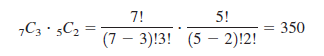 ₇C₃ · ₅C₂ = 7!/((7 − 3)!3!) · 5!/((5 − 2)!2!) = 350